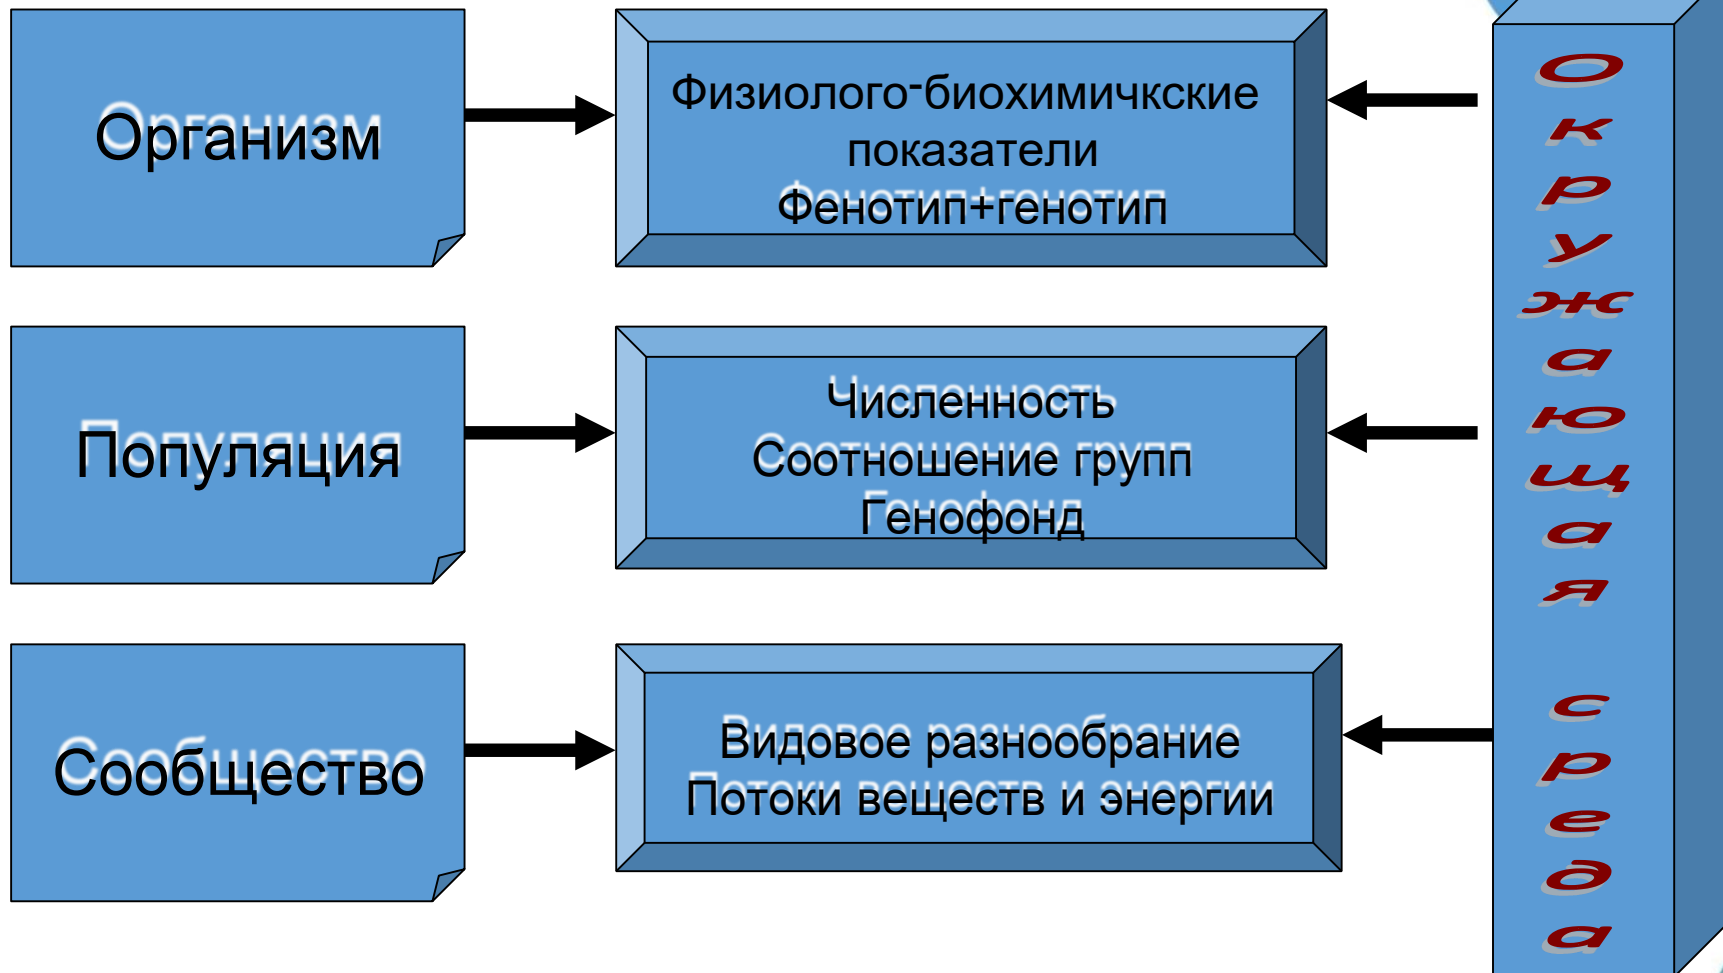 Организм
Физиолого-биохимичкские
показатели
Фенотип+генотип
Популяция
Численность
Соотношение групп
Генофонд
Сообщество
Видовое разнообрание
Потоки веществ и энергии
Окружающая среда